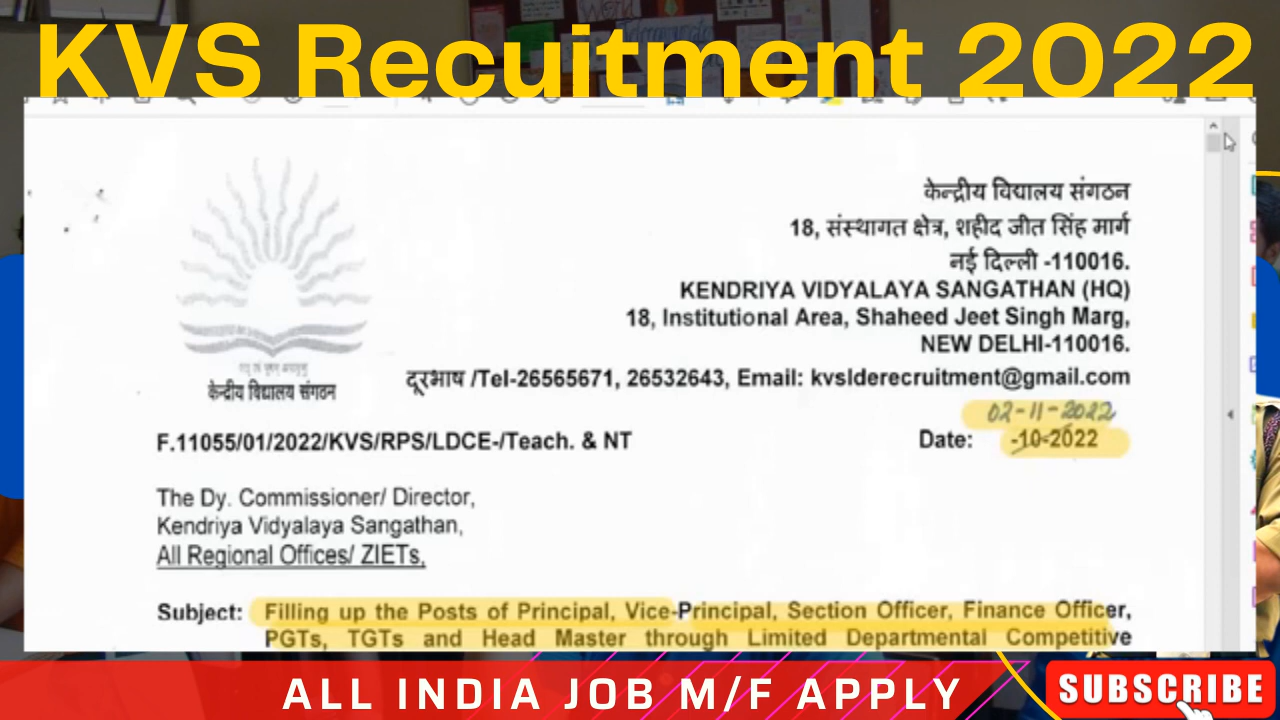 KVS Recuitment 2022
केन्द्रीय विद्यालय संगठन
18, संस्थागत क्षेत्र, शहीद जीत सिंह मार्ग
नई दिल्ली -110016.
KENDRIYA VIDYALAYA SANGATHAN (HQ)
18, Institutional Area, Shaheed Jeet Singh Marg,
NEW DELHI-110016.
दूरभाष /Tel-26565671, 26532643, Email: kvslderecruitment@gmail.com
केन्द्रीय विद्यालय संगठन
02-11-2022
F.11055/01/2022/KVS/RPS/LDCE-/Teach. & NT Date: -10-2022
The Dy. Commissioner/ Director,
Kendriya Vidyalaya Sangathan,
All Regional Offices/ ZIETs,
Subject: Filling up the Posts of Principal, Vice-Principal, Section Officer, Finance Officer,
PGTs, TGTs and Head Master through Limited Departmental Competitive
ALL INDIA JOB M/F APPLY
SUBSCRIBE